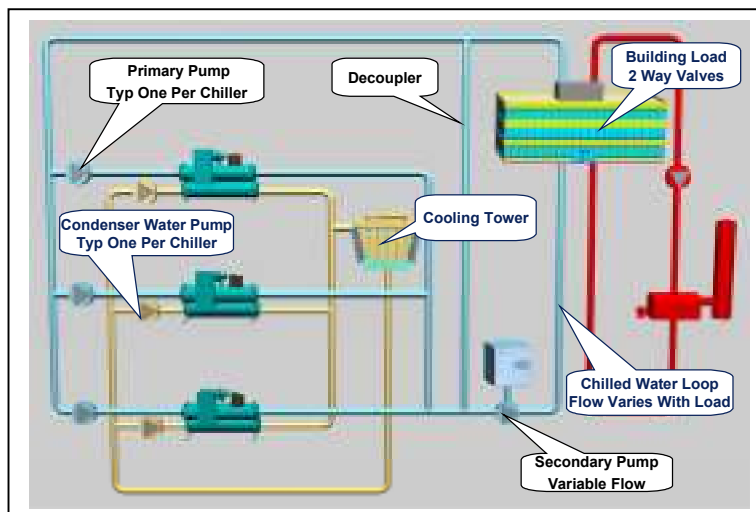 Primary Pump
Typ One Per Chiller
Decoupler
Building Load
2 Way Valves
Condenser Water Pump
Typ One Per Chiller
Cooling Tower
Chilled Water Loop
Flow Varies With Load
Secondary Pump
Variable Flow